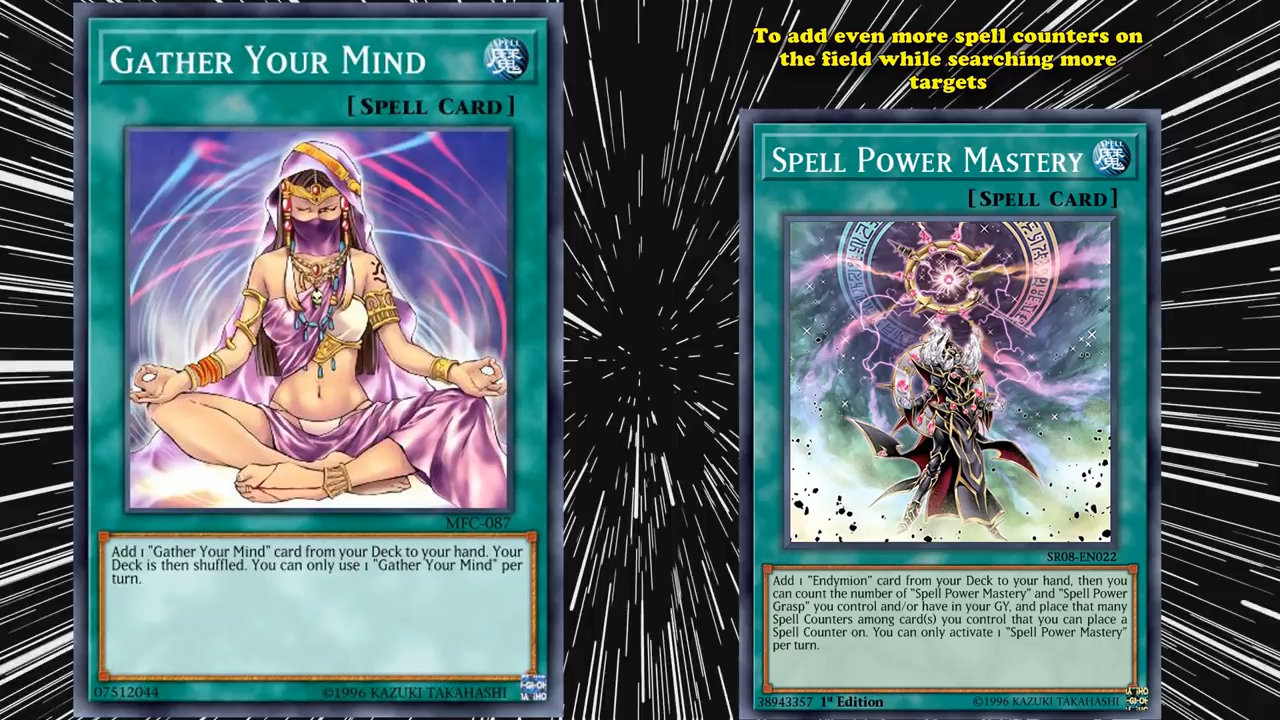 GATHER YOUR MIND
SPELL
魔
[SPELL CARD]
MFC-087
Add 1 "Gather Your Mind" card from your Deck to your hand. Your
Deck is then shuffled. You can only use 1 "Gather Your Mind" per
turn.
07512044
©1996 KAZUKI TAKAHASHI
To add even more spell counters on
the field while searching more
targets
SPELL POWER MASTERY
SPELL
魔
[SPELL CARD]
SR08-EN022
Add 1 "Endymion" card from your Deck to your hand, then you
can count the number of "Spell Power Mastery" and "Spell Power
Grasp" you control and/or have in your GY, and place that many
Spell Counters among card(s) you control that you can place a
Spell Counter on. You can only activate 1 "Spell Power Mastery"
per turn.
38943357 1st Edition
©1996 KAZUKI TAKAHASHI